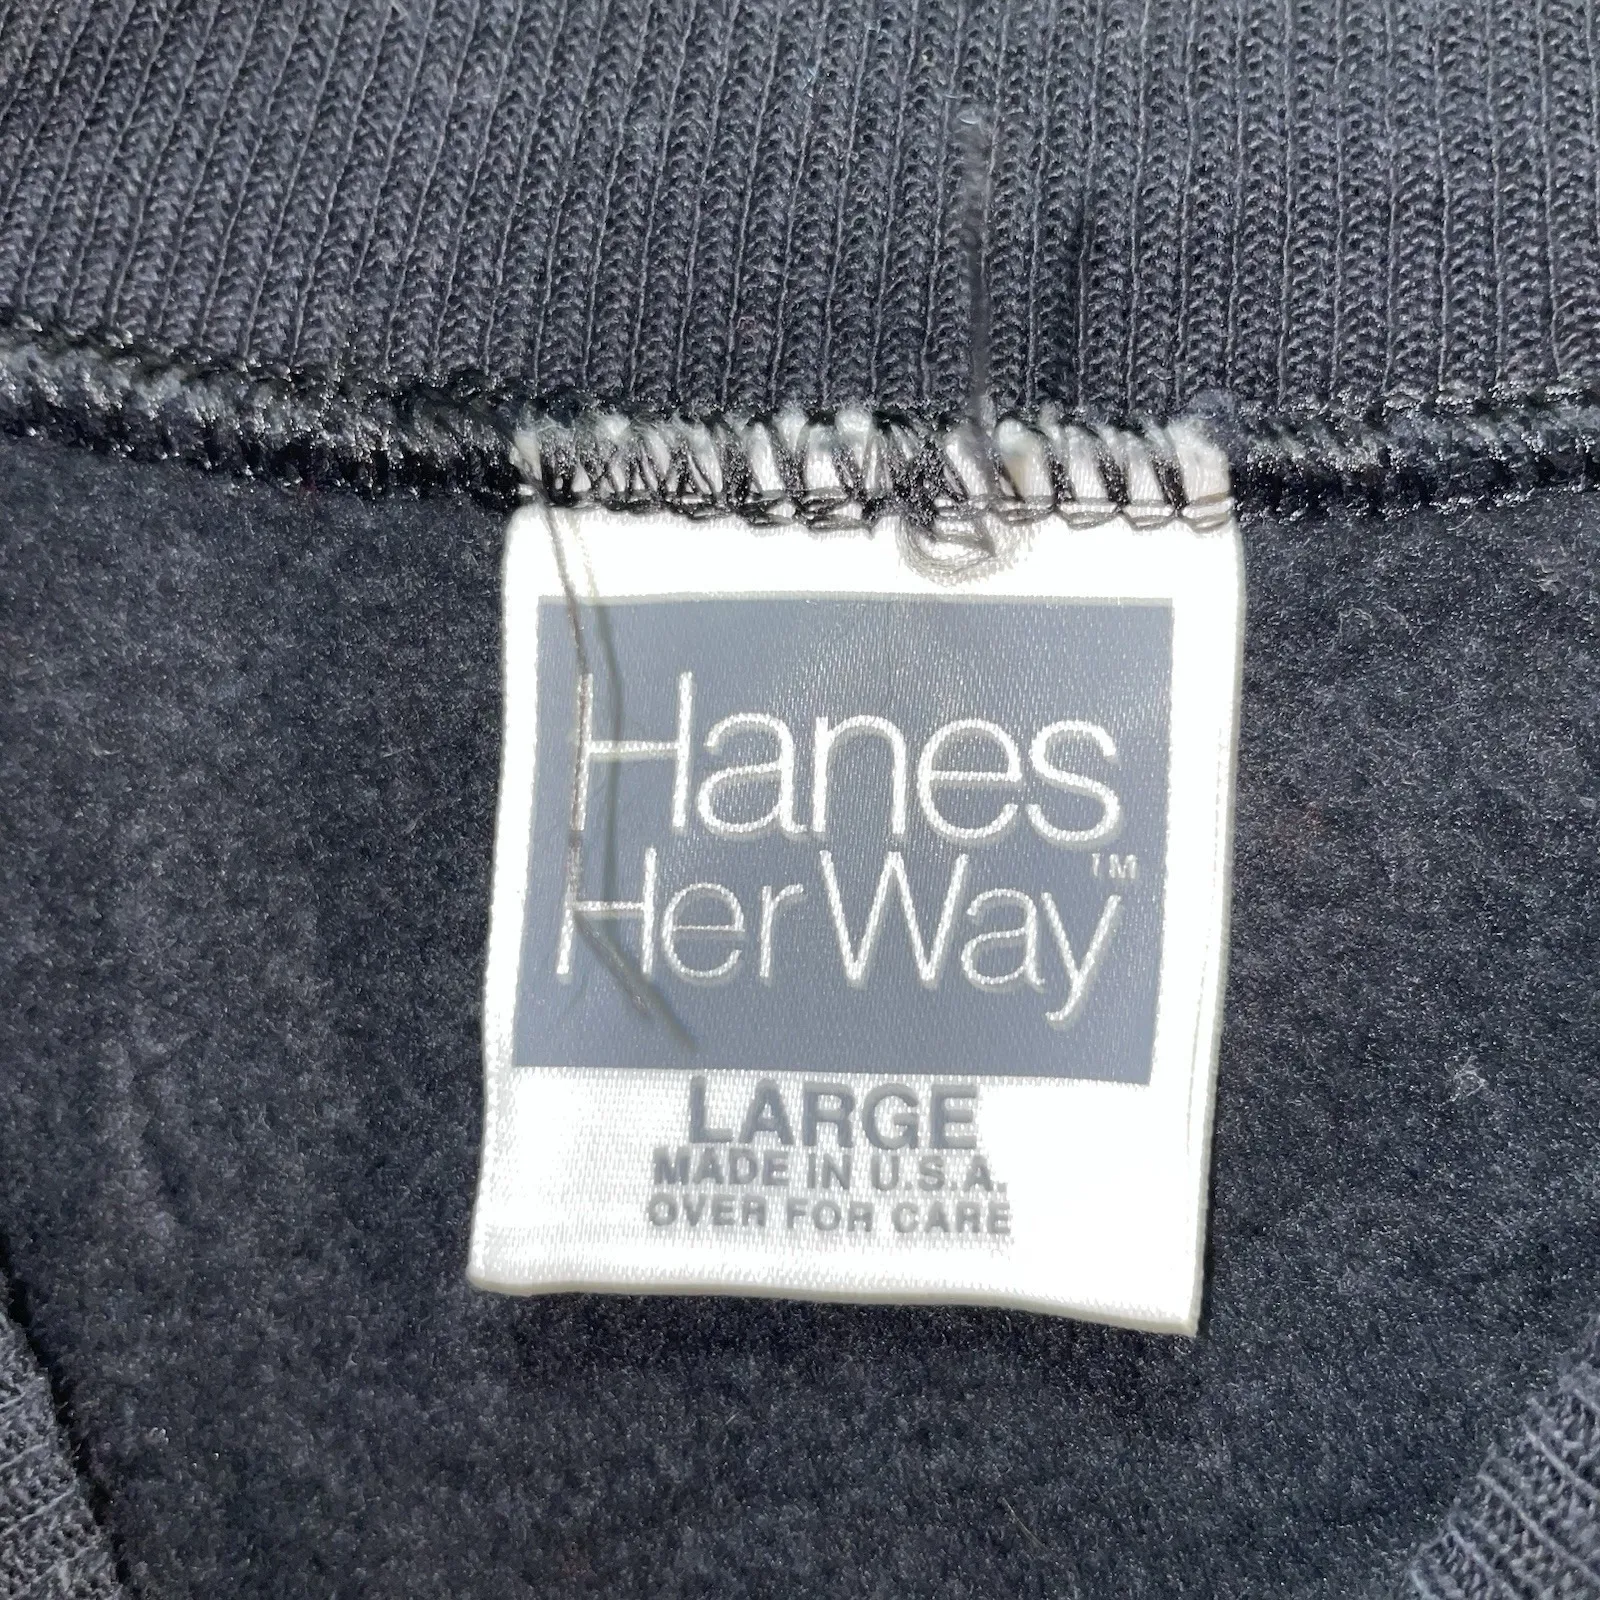 Hanes
Her Way™
LARGE
MADE IN U.S.A.
OVER FOR CARE